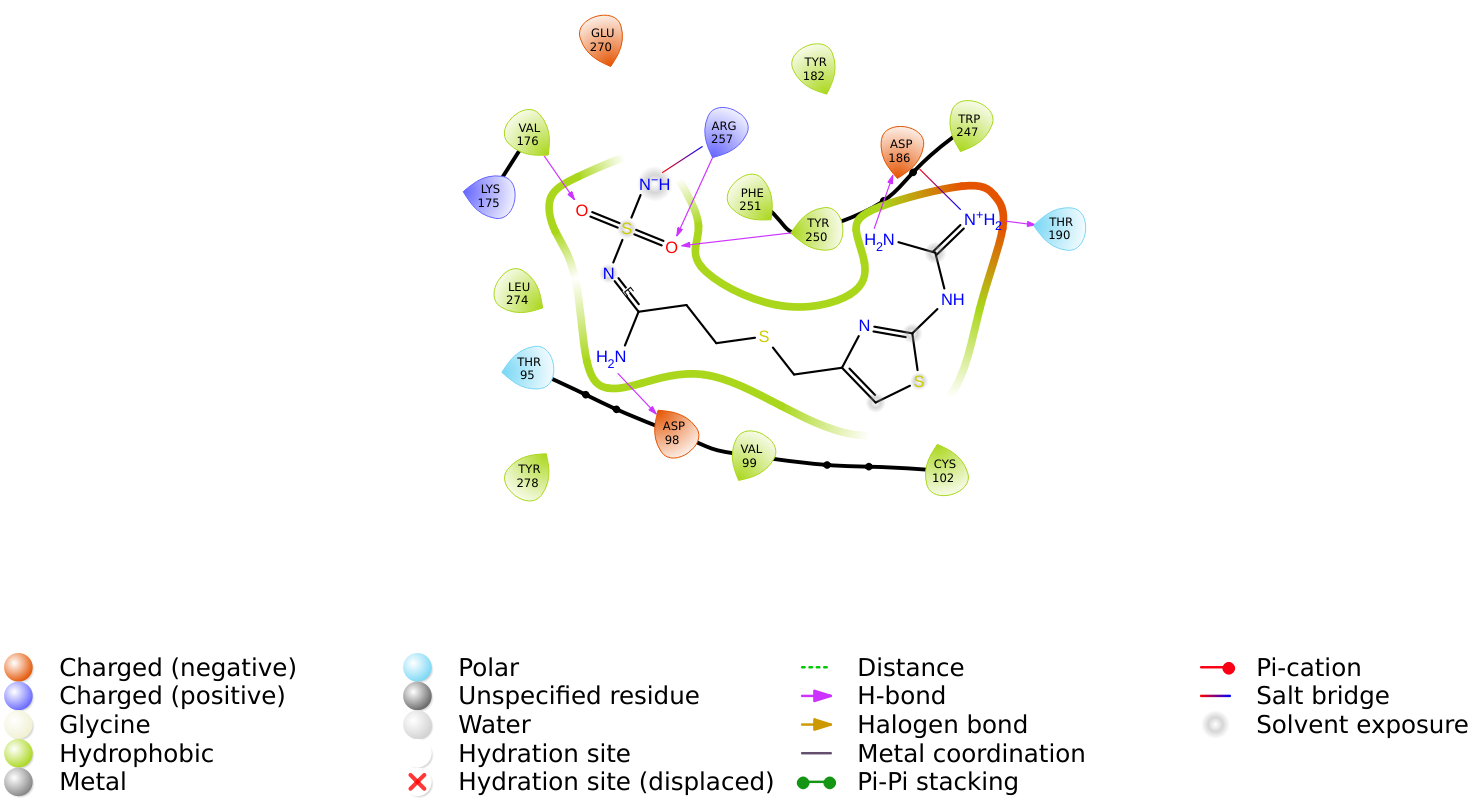 GLU
270
TYR
182
VAL
176
ARG
257
TRP
247
ASP
186
LYS
175
N⁻H
PHE
251
O
S
O
TYR
250
H₂N
N⁺H₂
THR
190
N
LEU
274
E
NH
N
S
H₂N
THR
95
S
ASP
98
VAL
99
CYS
102
TYR
278
Charged (negative)
Charged (positive)
Glycine
Hydrophobic
Metal
Polar
Unspecified residue
Water
Hydration site
Hydration site (displaced)
Distance
H-bond
Halogen bond
Metal coordination
Pi-Pi stacking
Pi-cation
Salt bridge
Solvent exposure